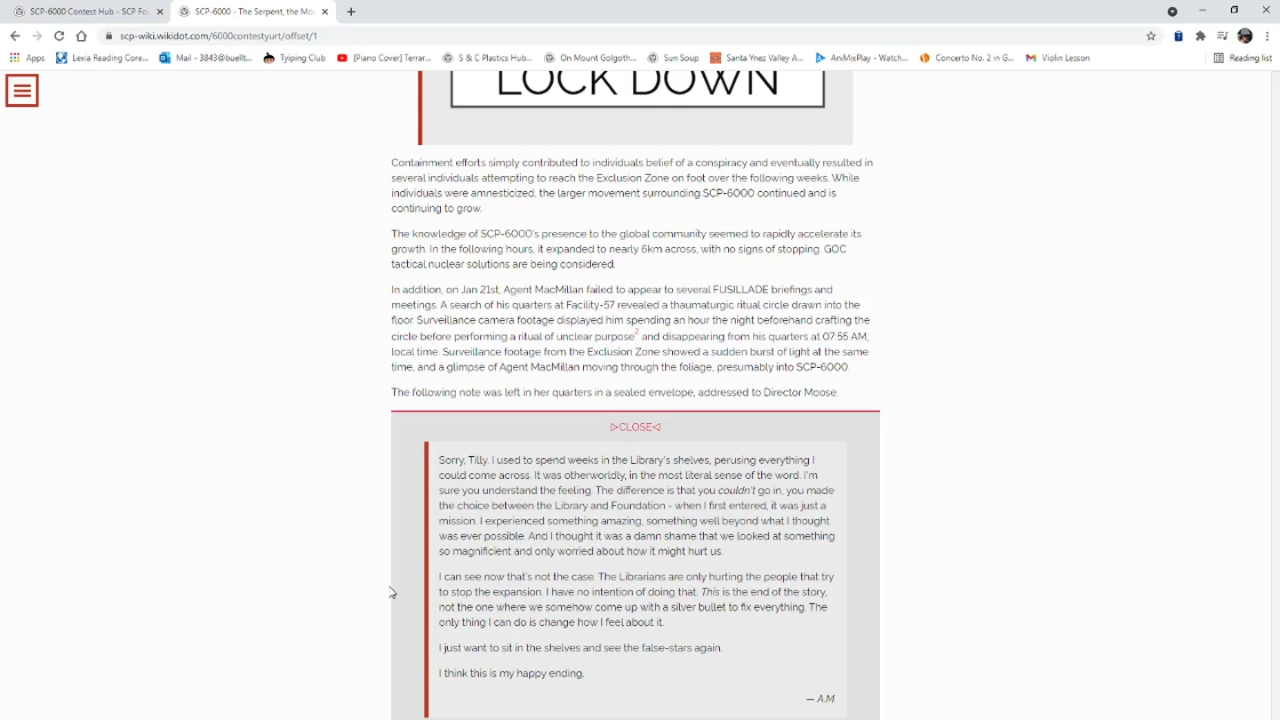 SCP-6000 Contest Hub - SCP Fo
SCP-6000 - The Serpent, the Mo
scp-wiki.wikidot.com/6000contestyurt/offset/1
Apps
Lexia Reading Core...
Mail - 3843@buellt...
Tyiping Club
[Piano Cover] Terrar...
S & C Plastics Hub...
On Mount Golgoth...
Sun Soup
Santa Ynez Valley A...
AniMixPlay - Watch...
Concerto No. 2 in G...
Violin Lesson
Reading list
LOCK DOWN
Containment efforts simply contributed to individuals belief of a conspiracy and eventually resulted in
several individuals attempting to reach the Exclusion Zone on foot over the following weeks. While
individuals were amnesticized, the larger movement surrounding SCP-6000 continued and is
continuing to grow.
The knowledge of SCP-6000's presence to the global community seemed to rapidly accelerate its
growth. In the following hours, it expanded to nearly 6km across, with no signs of stopping. GOC
tactical nuclear solutions are being considered.
In addition, on Jan 21st, Agent MacMillan failed to appear to several FUSILLADE briefings and
meetings. A search of his quarters at Facility-57 revealed a thaumaturgic ritual circle drawn into the
floor. Surveillance camera footage displayed him spending an hour the night beforehand crafting the
circle before performing a ritual of unclear purpose2 and disappearing from his quarters at 07:55 AM,
local time. Surveillance footage from the Exclusion Zone showed a sudden burst of light at the same
time, and a glimpse of Agent MacMillan moving through the foliage, presumably into SCP-6000.
The following note was left in her quarters in a sealed envelope, addressed to Director Moose.
▷CLOSE◁
Sorry, Tilly. I used to spend weeks in the Library's shelves, perusing everything I
could come across. It was otherworldly, in the most literal sense of the word. I'm
sure you understand the feeling. The difference is that you couldn't go in, you made
the choice between the Library and Foundation - when I first entered, it was just a
mission. I experienced something amazing, something well beyond what I thought
was ever possible. And I thought it was a damn shame that we looked at something
so magnificent and only worried about how it might hurt us.
I can see now that's not the case. The Librarians are only hurting the people that try
to stop the expansion. I have no intention of doing that. This is the end of the story,
not the one where we somehow come up with a silver bullet to fix everything. The
only thing I can do is change how I feel about it.
I just want to sit in the shelves and see the false-stars again.
I think this is my happy ending.
— A.M.